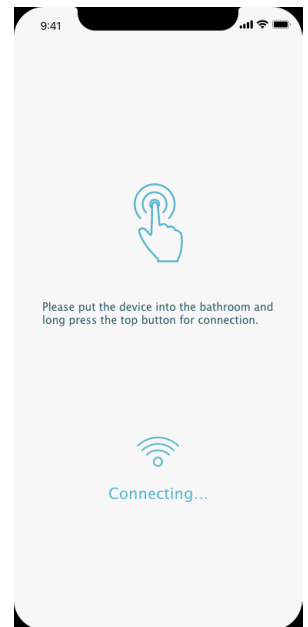 9:41
Please put the device into the bathroom and
long press the top button for connection.
Connecting...